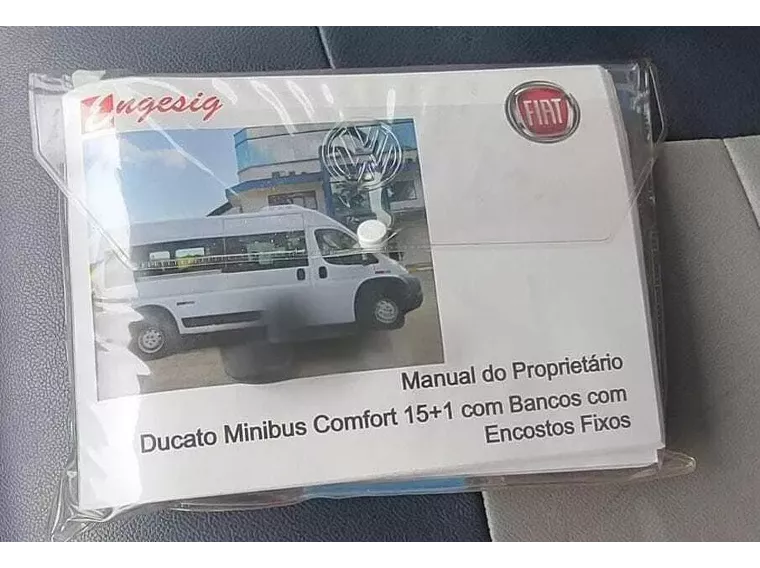 Engesig
FIAT
Manual do Proprietário
Ducato Minibus Comfort 15+1 com Bancos com
Encostos Fixos